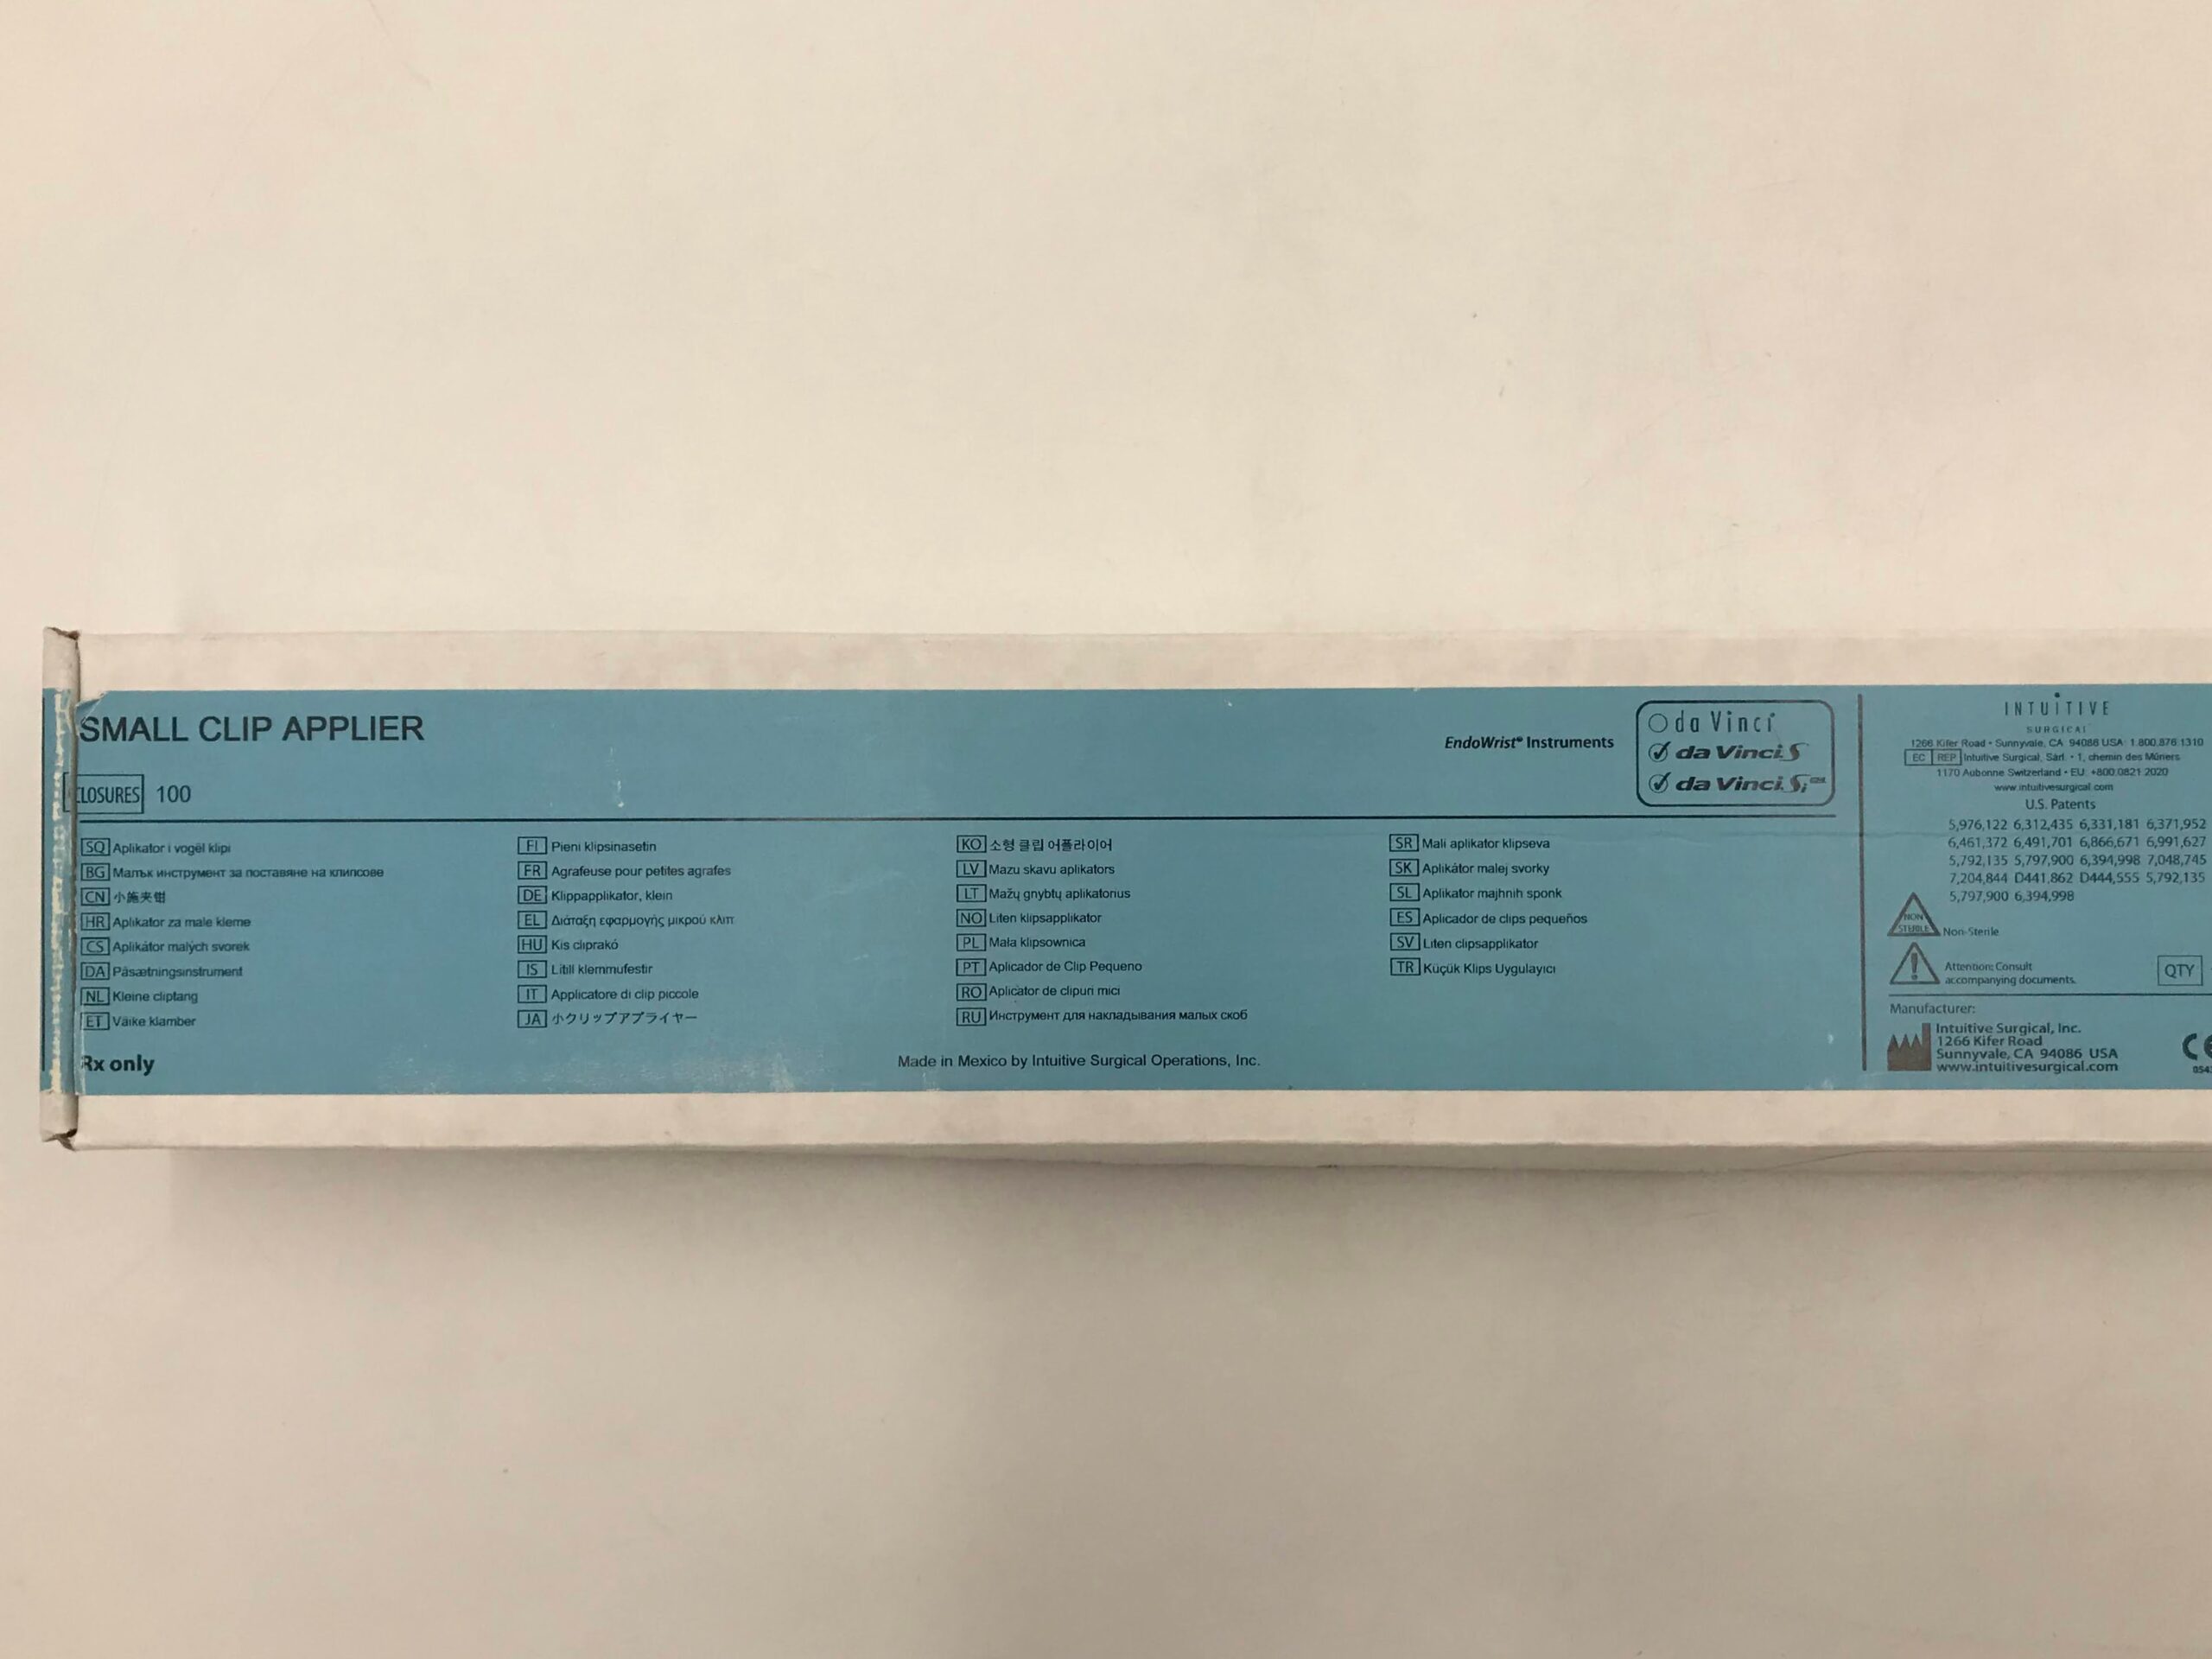 SMALL CLIP APPLIER
LOSURES 100
EndoWrist® Instruments
da Vinci
da Vinci S
da Vinci Si
SQ Aplikator i vogël klipi
BG Малък инструмент за поставяне на клипсове
CN 小施夹钳
HR Aplikator za male kleme
CS Aplikátor malých svorek
DA Påsætningsinstrument
NL Kleine cliptang
ET Väike klamber
FI Pieni klipsinasetin
FR Agrafeuse pour petites agrafes
DE Klippapplikator, klein
EL Διάταξη εφαρμογής μικρού κλιπ
HU Kis cliprakó
IS Lítill klemmufestir
IT Applicatore di clip piccole
JA 小クリップアプライヤー
KO 소형 클립 어플라이어
LV Mazu skavu aplikators
LT Mažų gnybtų aplikatorius
NO Liten klipsapplikator
PL Mała klipsownica
PT Aplicador de Clip Pequeno
RO Aplicator de clipuri mici
RU Инструмент для накладывания малых скоб
SR Mali aplikator klipseva
SK Aplikátor malej svorky
SL Aplikator majhnih sponk
ES Aplicador de clips pequeños
SV Liten clipsapplikator
TR Küçük Klips Uygulayıcı
Rx only
Made in Mexico by Intuitive Surgical Operations, Inc.
INTUITIVE
SURGICAL
1266 Kifer Road • Sunnyvale, CA 94086 USA 1.800.876.1310
EC REP Intuitive Surgical, Sàrl. • 1, chemin des Mûriers
1170 Aubonne Switzerland • EU: +800.0821.2020
www.intuitivesurgical.com
U.S. Patents
5,976,122 6,312,435 6,331,181 6,371,952
6,461,372 6,491,701 6,866,671 6,991,627
5,792,135 5,797,900 6,394,998 7,048,745
7,204,844 D441,862 D444,555 5,792,135
5,797,900 6,394,998
NON
STERILE Non-Sterile
Attention: Consult
accompanying documents.
QTY
Manufacturer:
Intuitive Surgical, Inc.
1266 Kifer Road
Sunnyvale, CA 94086 USA
www.intuitivesurgical.com
CE
054